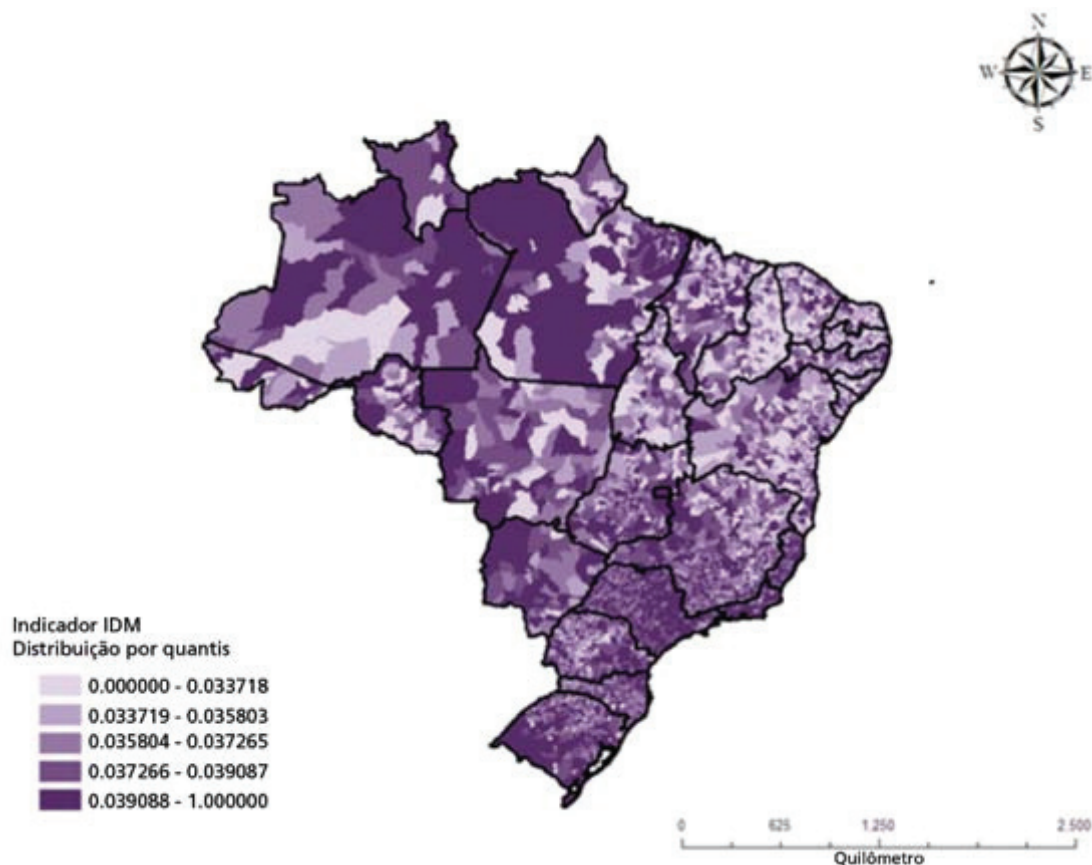 N
W E
S
Indicador IDM
Distribuição por quantis
0.000000 - 0.033718
0.033719 - 0.035803
0.035804 - 0.037265
0.037266 - 0.039087
0.039088 - 1.000000
0 625 1.250 2.500
Quilômetro